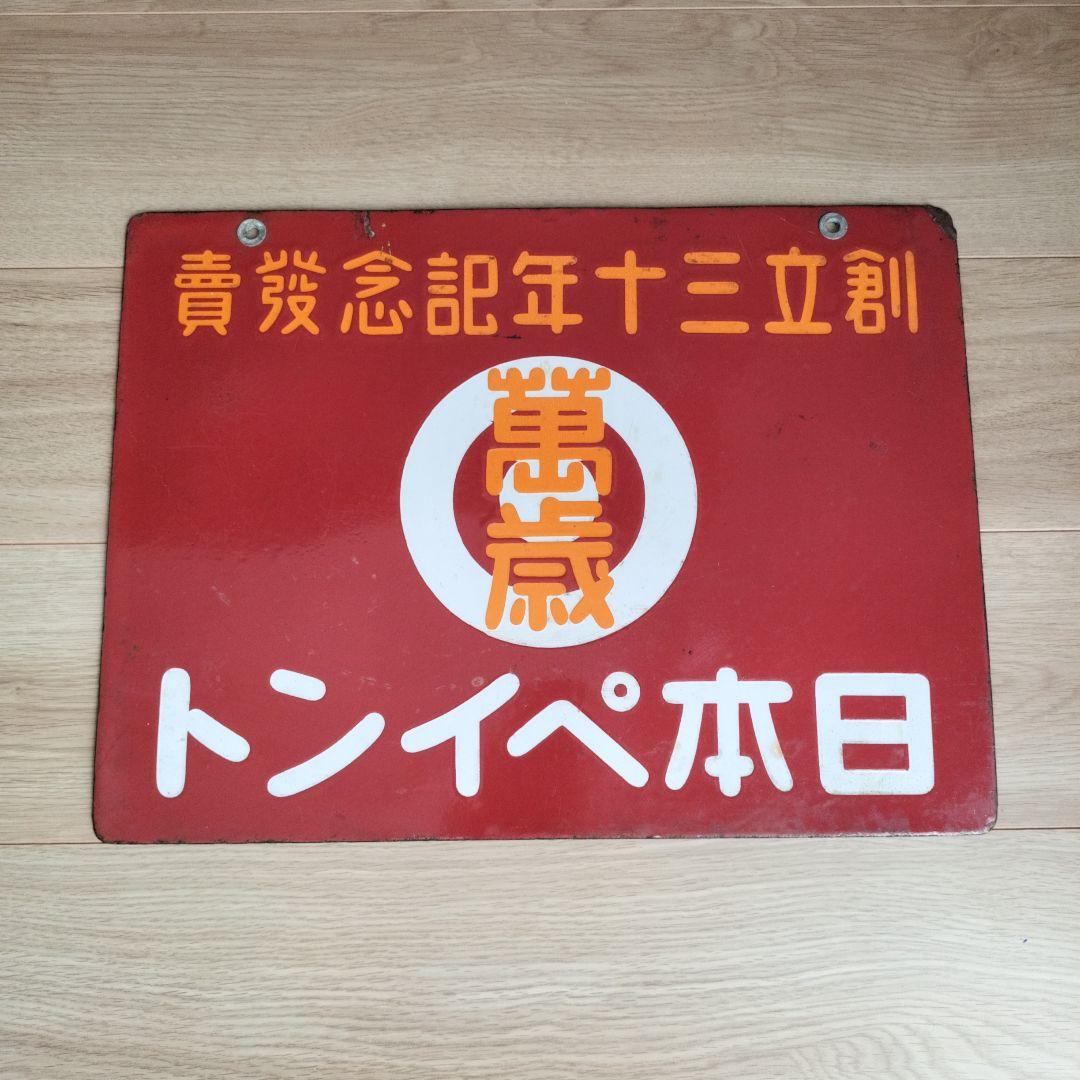 創立三十年記念發賣
萬歳
日本ペイント